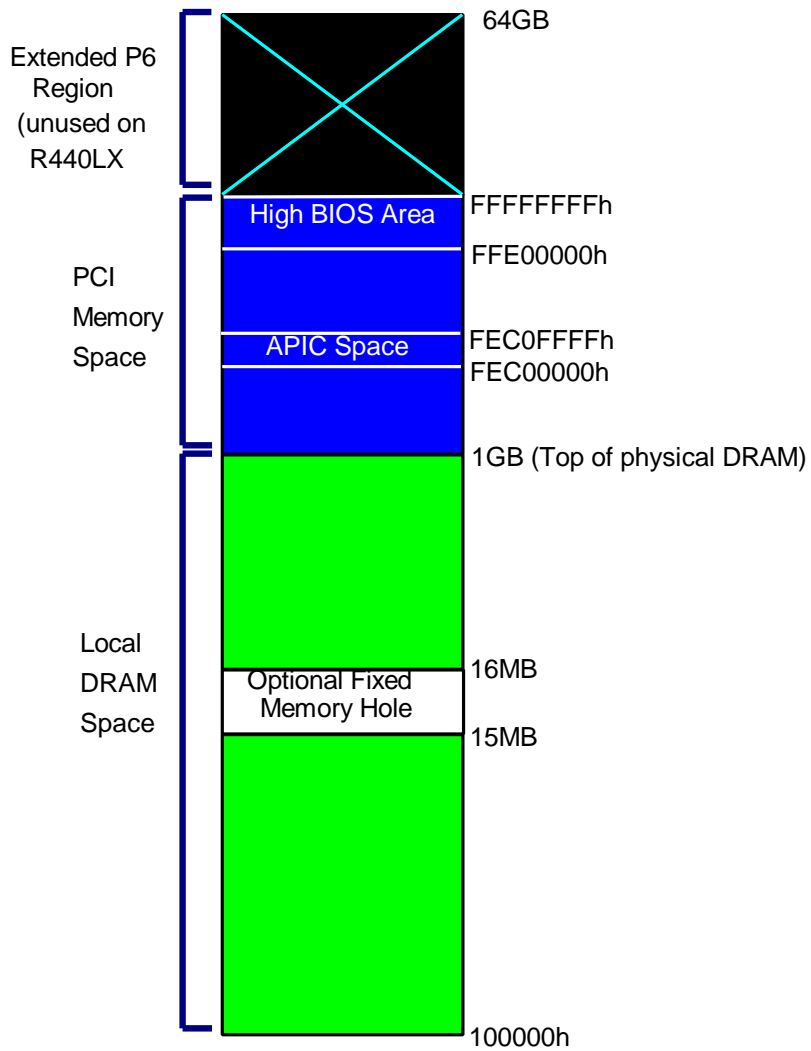 64GB
Extended P6
Region
(unused on
R440LX
High BIOS Area
FFFFFFFFh
FFE00000h
PCI
Memory
Space
APIC Space
FEC0FFFFh
FEC00000h
1GB (Top of physical DRAM)
Local
DRAM
Space
16MB
Optional Fixed
Memory Hole
15MB
100000h